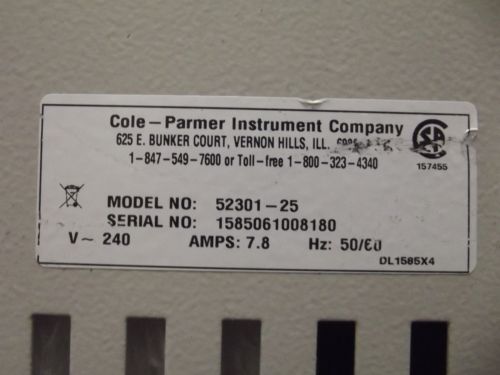 Cole-Parmer Instrument Company
625 E. BUNKER COURT, VERNON HILLS, ILL.
1-847-549-7600 or Toll-free 1-800-323-4340
157455
MODEL NO: 52301-25
SERIAL NO: 1585061008180
V~ 240 AMPS: 7.8 Hz: 50/60
DL1585X4